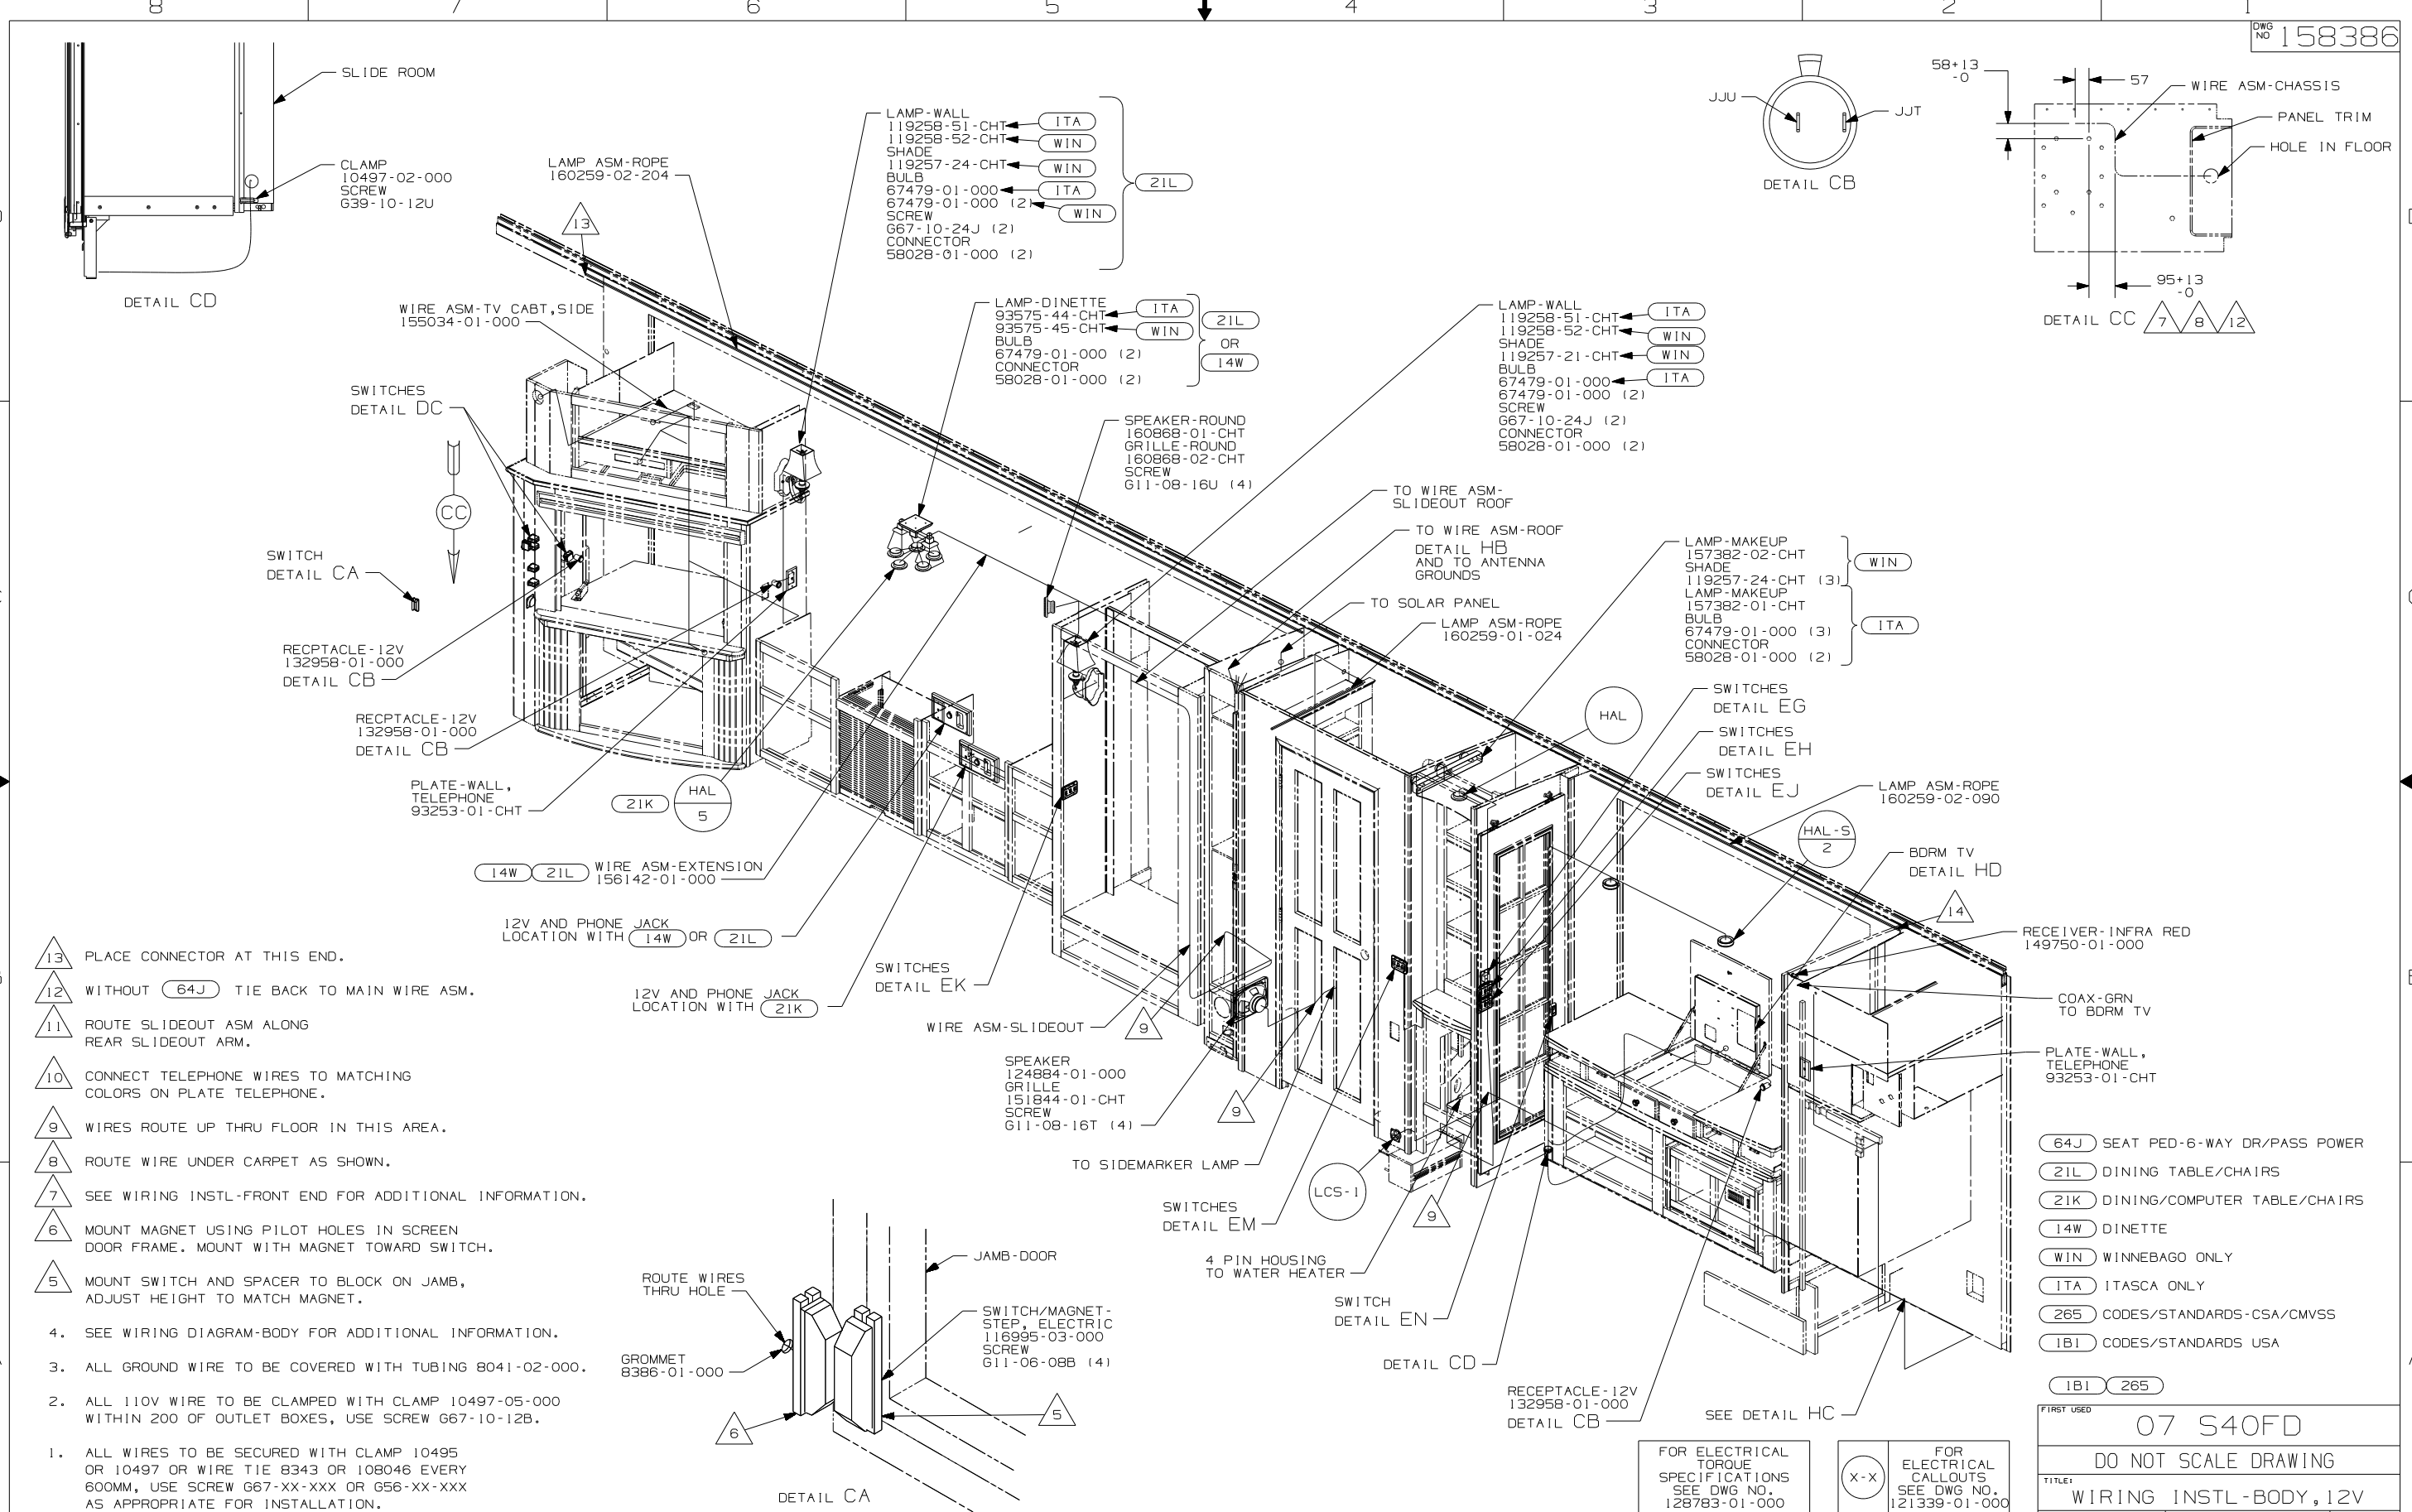 8 7 6 5 4 3 2 1
DWG NO 158386
SLIDE ROOM
CLAMP
10497-02-000
SCREW
G39-10-12U
DETAIL CD
LAMP ASM-ROPE
160259-02-204
13
WIRE ASM-TV CABT,SIDE
155034-01-000
LAMP-WALL
119258-51-CHT ITA
119258-52-CHT WIN
SHADE
119257-24-CHT WIN
BULB
67479-01-000 ITA
67479-01-000 (2) WIN
SCREW
G67-10-24J (2)
CONNECTOR
58028-01-000 (2)
21L
LAMP-DINETTE
93575-44-CHT ITA
93575-45-CHT WIN
BULB
67479-01-000 (2)
CONNECTOR
58028-01-000 (2)
21L
OR
14W
JJU
JJT
DETAIL CB
58+13
-0
57
WIRE ASM-CHASSIS
PANEL TRIM
HOLE IN FLOOR
95+13
-0
DETAIL CC 7 8 12
LAMP-WALL
119258-51-CHT ITA
119258-52-CHT WIN
SHADE
119257-21-CHT WIN
BULB
67479-01-000 ITA
67479-01-000 (2)
SCREW
G67-10-24J (2)
CONNECTOR
58028-01-000 (2)
SWITCHES
DETAIL DC
CC
SWITCH
DETAIL CA
SPEAKER-ROUND
160868-01-CHT
GRILLE-ROUND
160868-02-CHT
SCREW
G11-08-16U (4)
TO WIRE ASM-
SLIDEOUT ROOF
TO WIRE ASM-ROOF
DETAIL HB
AND TO ANTENNA
GROUNDS
TO SOLAR PANEL
LAMP ASM-ROPE
160259-01-024
LAMP-MAKEUP
157382-02-CHT
SHADE
119257-24-CHT (3)
WIN
LAMP-MAKEUP
157382-01-CHT
BULB
67479-01-000 (3)
CONNECTOR
58028-01-000 (2)
ITA
RECPTACLE-12V
132958-01-000
DETAIL CB
RECPTACLE-12V
132958-01-000
DETAIL CB
PLATE-WALL,
TELEPHONE
93253-01-CHT
21K HAL
5
HAL
SWITCHES
DETAIL EG
SWITCHES
DETAIL EH
SWITCHES
DETAIL EJ
LAMP ASM-ROPE
160259-02-090
HAL-S
2
BDRM TV
DETAIL HD
14
RECEIVER-INFRA RED
149750-01-000
COAX-GRN
TO BDRM TV
PLATE-WALL,
TELEPHONE
93253-01-CHT
14W 21L WIRE ASM-EXTENSION
156142-01-000
12V AND PHONE JACK
LOCATION WITH 14W OR 21L
12V AND PHONE JACK
LOCATION WITH 21K
SWITCHES
DETAIL EK
WIRE ASM-SLIDEOUT
9
SPEAKER
124884-01-000
GRILLE
151844-01-CHT
SCREW
G11-08-16T (4)
9
TO SIDEMARKER LAMP
LCS-1
9
SWITCHES
DETAIL EM
4 PIN HOUSING
TO WATER HEATER
SWITCH
DETAIL EN
DETAIL CD
RECEPTACLE-12V
132958-01-000
DETAIL CB
SEE DETAIL HC
13 PLACE CONNECTOR AT THIS END.
12 WITHOUT 64J TIE BACK TO MAIN WIRE ASM.
11 ROUTE SLIDEOUT ASM ALONG
REAR SLIDEOUT ARM.
10 CONNECT TELEPHONE WIRES TO MATCHING
COLORS ON PLATE TELEPHONE.
9 WIRES ROUTE UP THRU FLOOR IN THIS AREA.
8 ROUTE WIRE UNDER CARPET AS SHOWN.
7 SEE WIRING INSTL-FRONT END FOR ADDITIONAL INFORMATION.
6 MOUNT MAGNET USING PILOT HOLES IN SCREEN
DOOR FRAME. MOUNT WITH MAGNET TOWARD SWITCH.
5 MOUNT SWITCH AND SPACER TO BLOCK ON JAMB,
ADJUST HEIGHT TO MATCH MAGNET.
4. SEE WIRING DIAGRAM-BODY FOR ADDITIONAL INFORMATION.
3. ALL GROUND WIRE TO BE COVERED WITH TUBING 8041-02-000.
2. ALL 110V WIRE TO BE CLAMPED WITH CLAMP 10497-05-000
WITHIN 200 OF OUTLET BOXES, USE SCREW G67-10-12B.
1. ALL WIRES TO BE SECURED WITH CLAMP 10495
OR 10497 OR WIRE TIE 8343 OR 108046 EVERY
600MM, USE SCREW G67-XX-XXX OR G56-XX-XXX
AS APPROPRIATE FOR INSTALLATION.
ROUTE WIRES
THRU HOLE
GROMMET
8386-01-000
JAMB-DOOR
SWITCH/MAGNET-
STEP, ELECTRIC
116995-03-000
SCREW
G11-06-08B (4)
6
5
DETAIL CA
64J SEAT PED-6-WAY DR/PASS POWER
21L DINING TABLE/CHAIRS
21K DINING/COMPUTER TABLE/CHAIRS
14W DINETTE
WIN WINNEBAGO ONLY
ITA ITASCA ONLY
265 CODES/STANDARDS-CSA/CMVSS
1B1 CODES/STANDARDS USA
1B1 265
FOR ELECTRICAL
TORQUE
SPECIFICATIONS
SEE DWG NO.
128783-01-000
X-X
FOR
ELECTRICAL
CALLOUTS
SEE DWG NO.
121339-01-000
FIRST USED
07 S40FD
DO NOT SCALE DRAWING
TITLE:
WIRING INSTL-BODY,12V